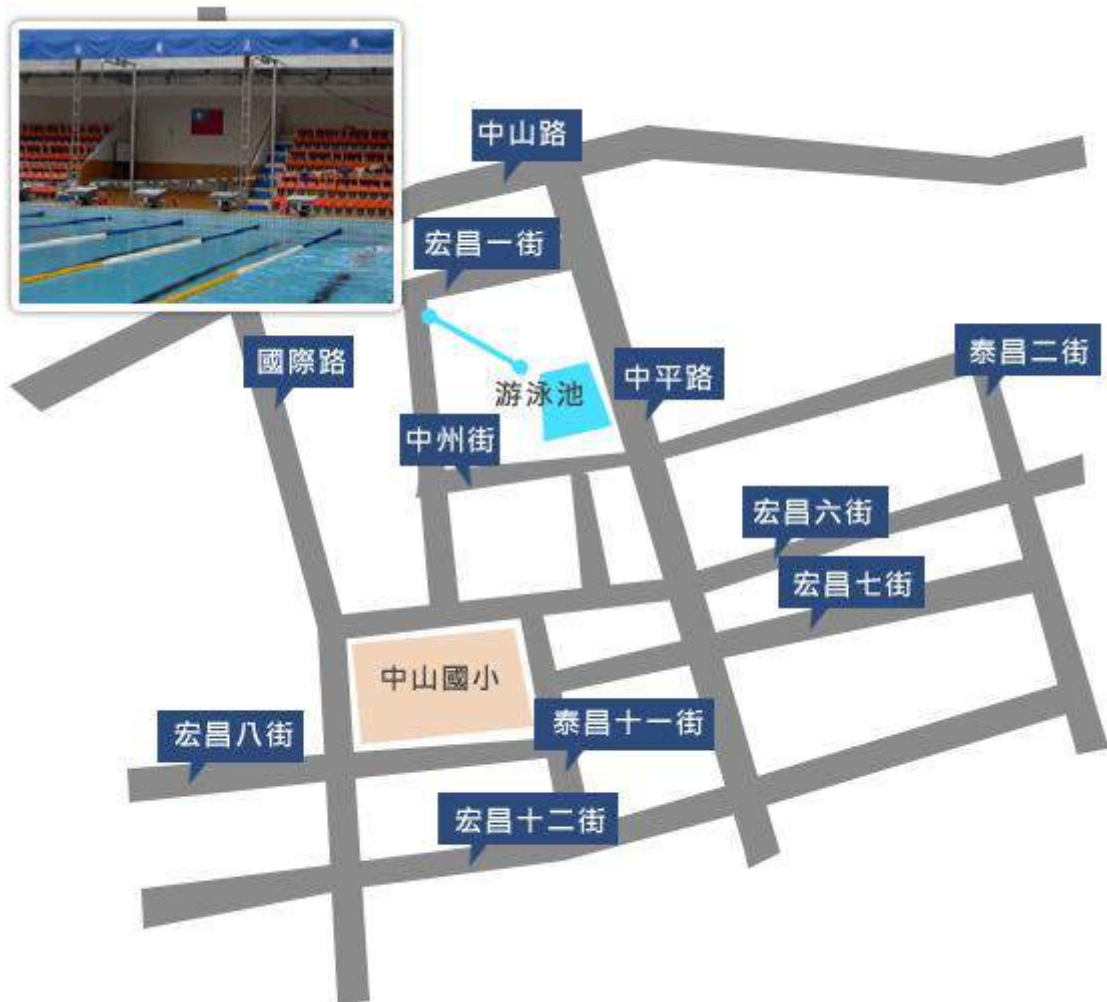 中山路
宏昌一街
國際路
泰昌二街
中平路
游泳池
中州街
宏昌六街
宏昌七街
中山國小
泰昌十一街
宏昌八街
宏昌十二街